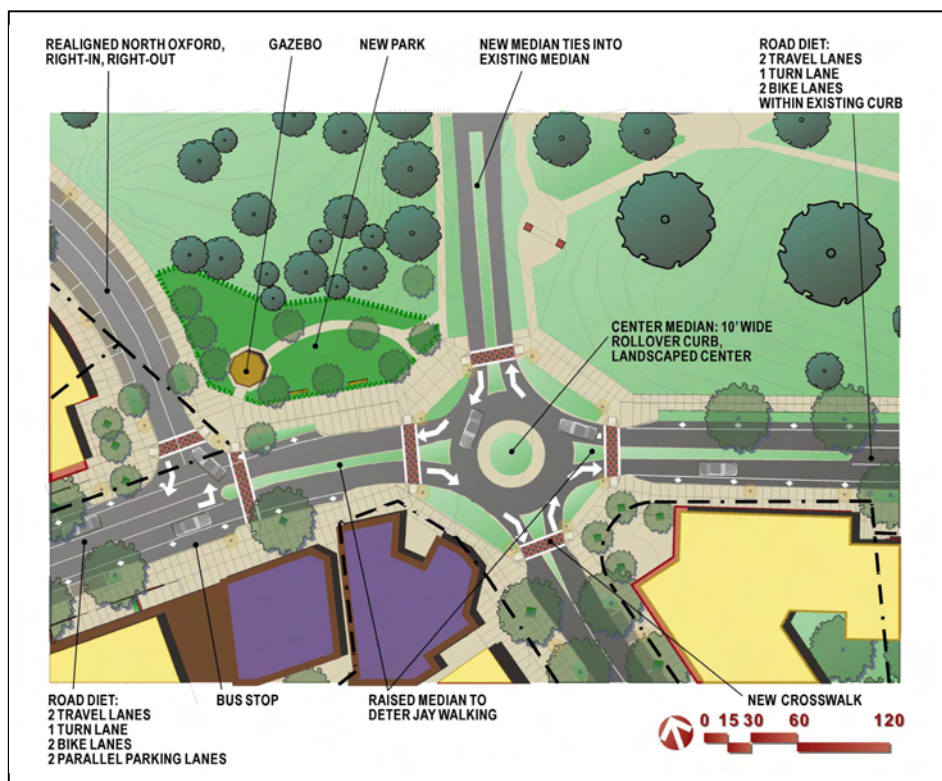 REALIGNED NORTH OXFORD,
RIGHT-IN, RIGHT-OUT
GAZEBO
NEW PARK
NEW MEDIAN TIES INTO
EXISTING MEDIAN
ROAD DIET:
2 TRAVEL LANES
1 TURN LANE
2 BIKE LANES
WITHIN EXISTING CURB
CENTER MEDIAN: 10' WIDE
ROLLOVER CURB,
LANDSCAPED CENTER
ROAD DIET:
2 TRAVEL LANES
1 TURN LANE
2 BIKE LANES
2 PARALLEL PARKING LANES
BUS STOP
RAISED MEDIAN TO
DETER JAY WALKING
NEW CROSSWALK
0 15 30 60 120